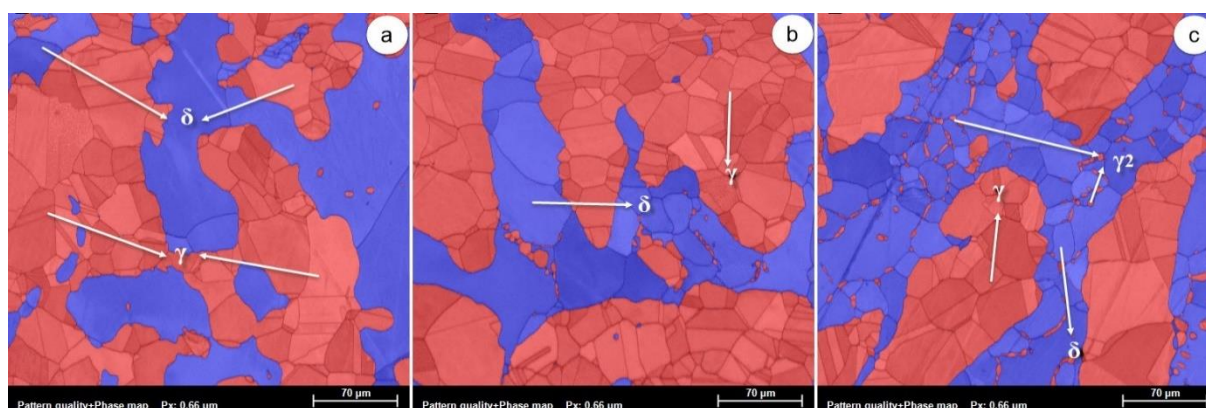 a
δ
γ
70 µm
Pattern quality+Phase map Px: 0.66 µm
b
γ
δ
70 µm
Pattern quality+Phase map Px: 0.66 µm
c
γ2
γ
δ
70 µm
Pattern quality+Phase map Px: 0.66 µm